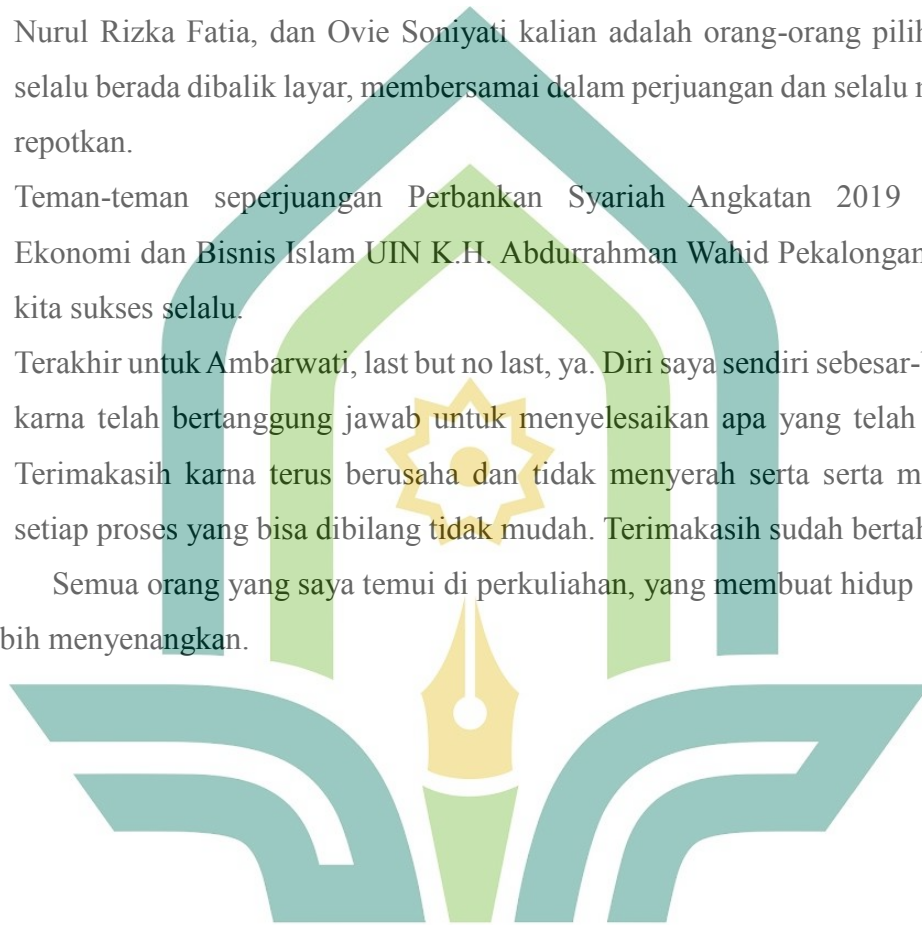 Nurul Rizka Fatia, dan Ovie Soniyati kalian adalah orang-orang
selalu berada dibalik layar, membersamai dalam perjuangan dan selalu
repotkan.
Teman-teman seperjuangan Perbankan Syariah Angkatan 2019
Ekonomi dan Bisnis Islam UIN K.H. Abdurrahman Wahid Pekalongan
kita sukses selalu.
Terakhir untuk Ambarwati, last but no last, ya. Diri saya sendiri sebesar-
karna telah bertanggung jawab untuk menyelesaikan apa yang telah
Terimakasih karna terus berusaha dan tidak menyerah serta serta
setiap proses yang bisa dibilang tidak mudah. Terimakasih sudah
Semua orang yang saya temui di perkuliahan, yang membuat hidup
bih menyenangkan.